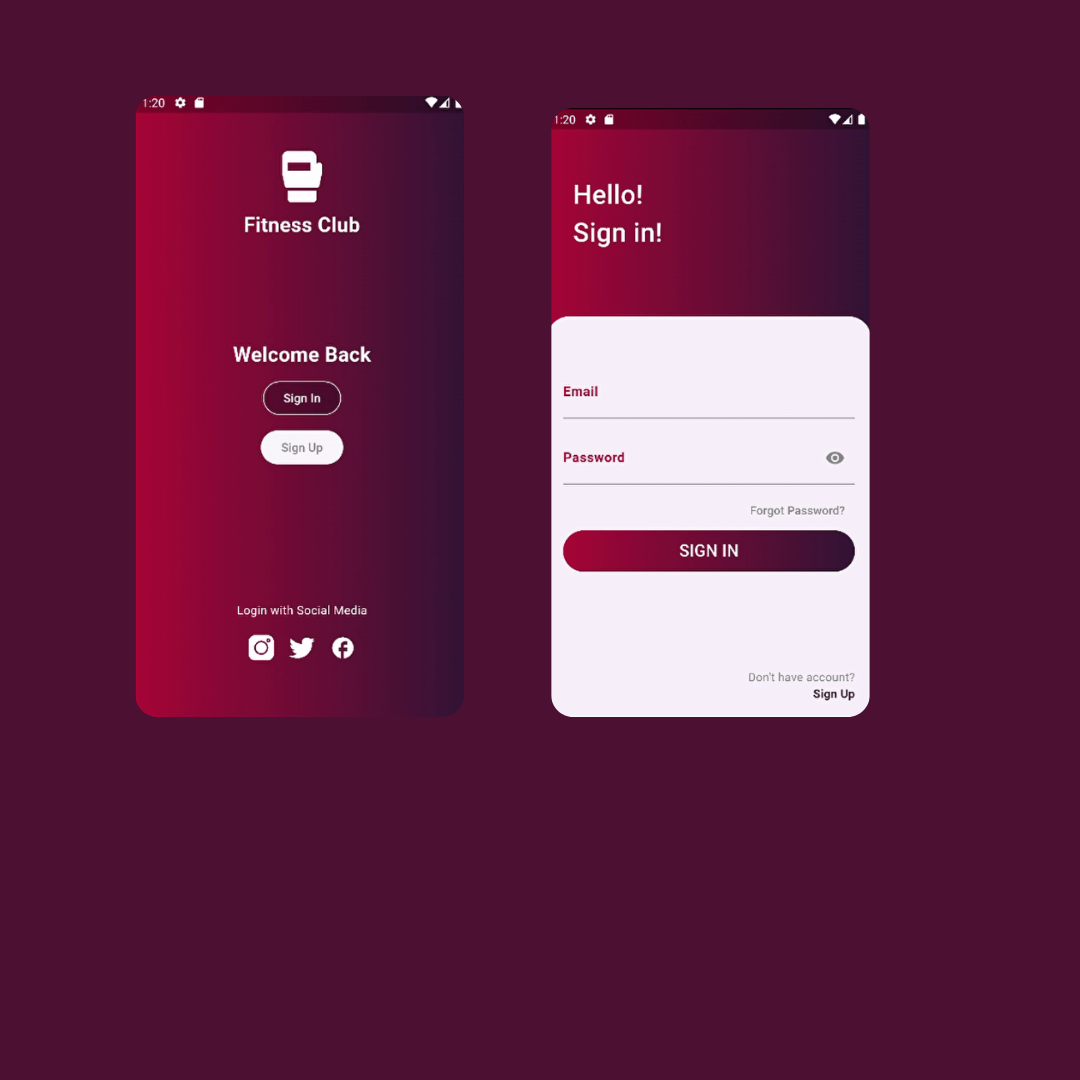 1:20
Fitness Club
Welcome Back
Sign In
Sign Up
Login with Social Media
1:20
Hello!
Sign in!
Email
Password
Forgot Password?
SIGN IN
Don't have account?
Sign Up